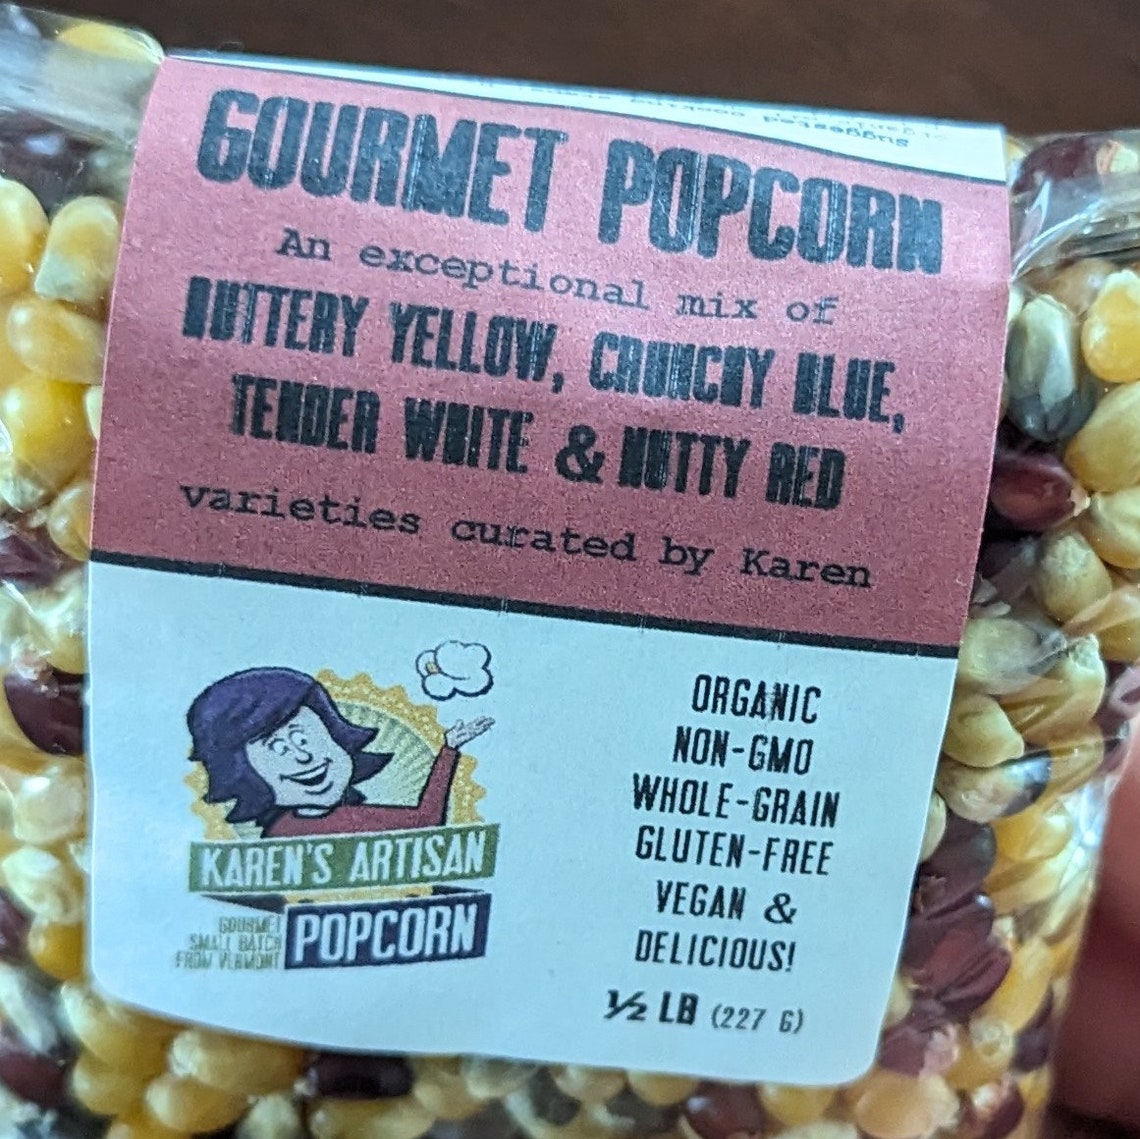 suggested
GOURMET POPCORN
An exceptional mix of
BUTTERY YELLOW, CRUNCHY BLUE,
TENDER WHITE & NUTTY RED
varieties curated by Karen
ORGANIC
NON-GMO
WHOLE-GRAIN
GLUTEN-FREE
VEGAN &
DELICIOUS!
½ LB (227 G)
KAREN'S ARTISAN
POPCORN
GOURMET
SMALL BATCH
FROM VERMONT